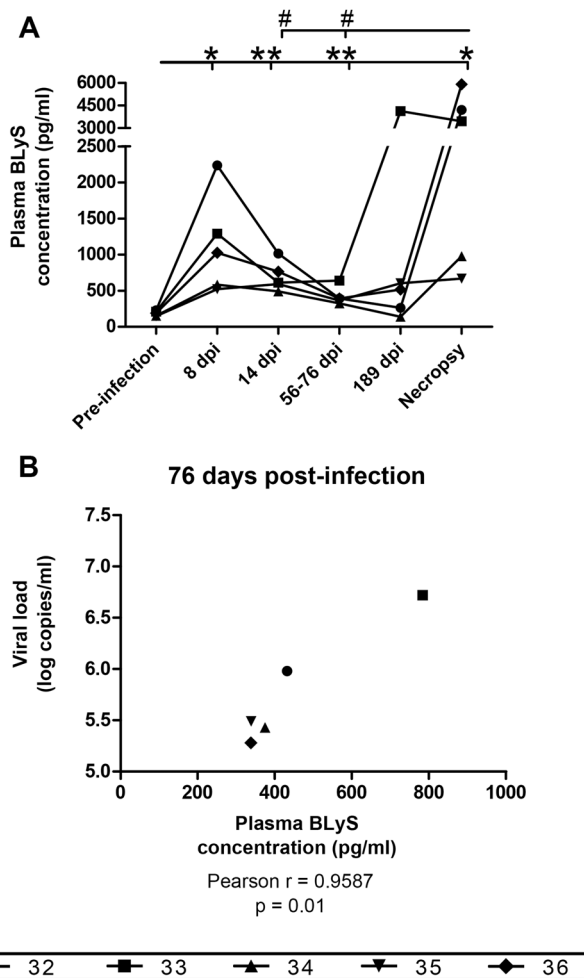 A
# #
* ** ** *
Plasma BLyS
concentration (pg/ml)
6000
4500
3000
2500
2000
1500
1000
500
0
Pre-infection
8 dpi
14 dpi
56-76 dpi
189 dpi
Necropsy
B
76 days post-infection
Viral load
(log copies/ml)
7.5
7.0
6.5
6.0
5.5
5.0
0 200 400 600 800 1000
Plasma BLyS
concentration (pg/ml)
Pearson r = 0.9587
p = 0.01
32 33 34 35 36